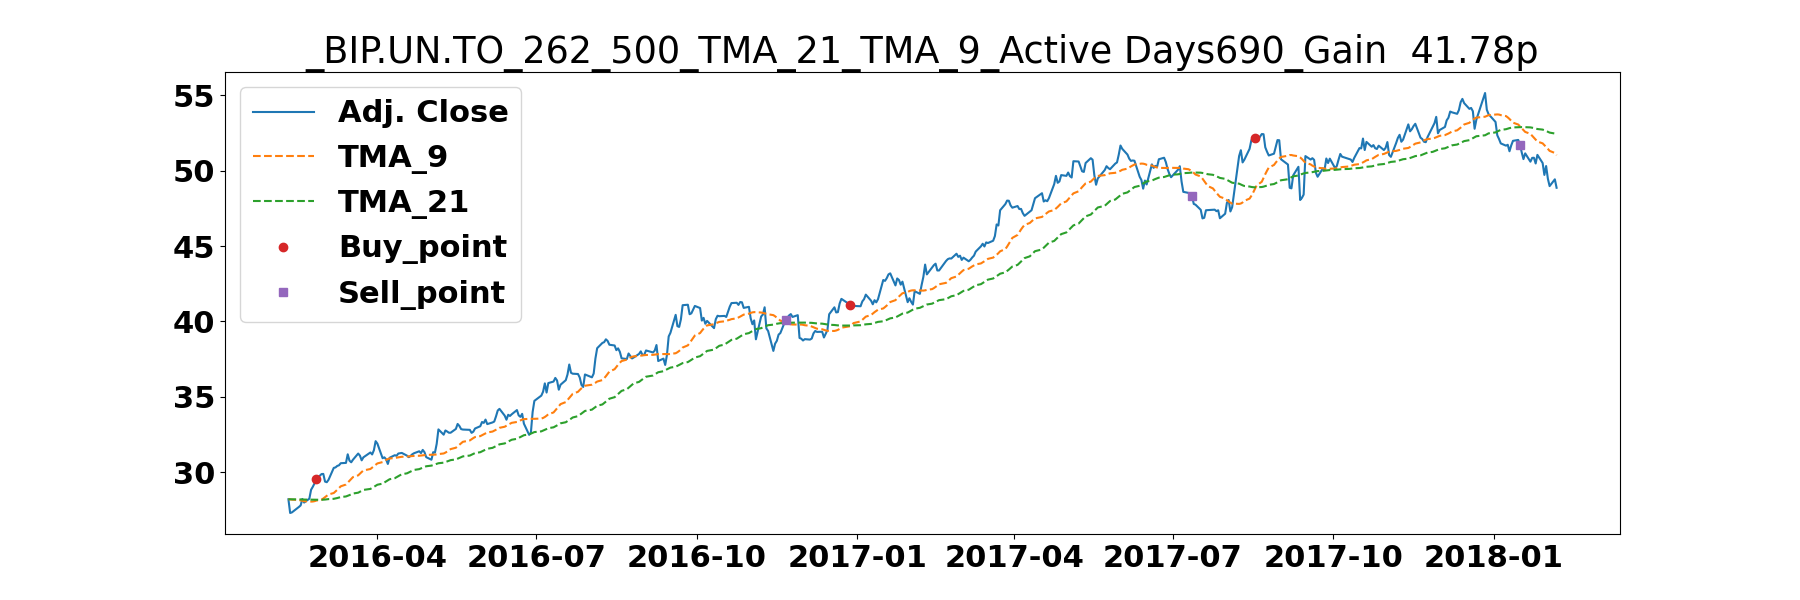 _BIP.UN.TO_262_500_TMA_21_TMA_9_Active Days690_Gain  41.78p
55
50
45
40
35
30
Adj. Close
TMA_9
TMA_21
Buy_point
Sell_point
2016-04 2016-07 2016-10 2017-01 2017-04 2017-07 2017-10 2018-01